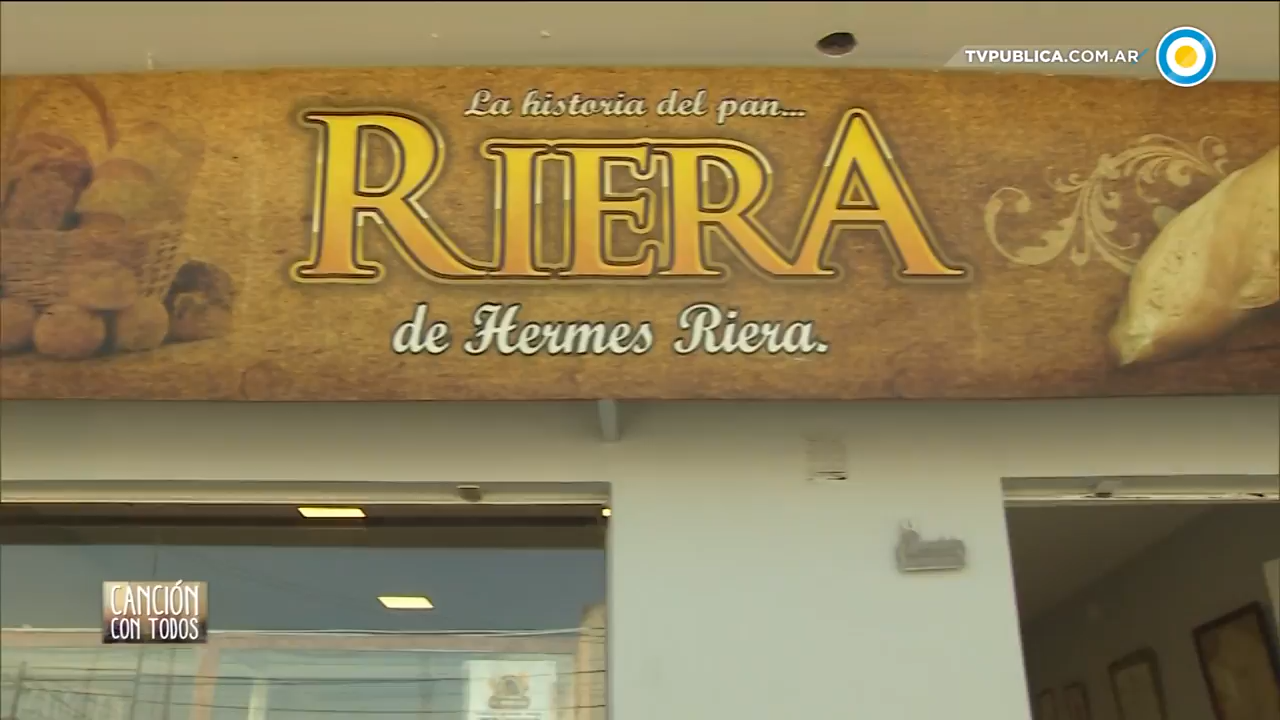 TVPUBLICA.COM.AR
La historia del pan...
RIERA
de Hermes Riera.
CANCIÓN
CON TODOS